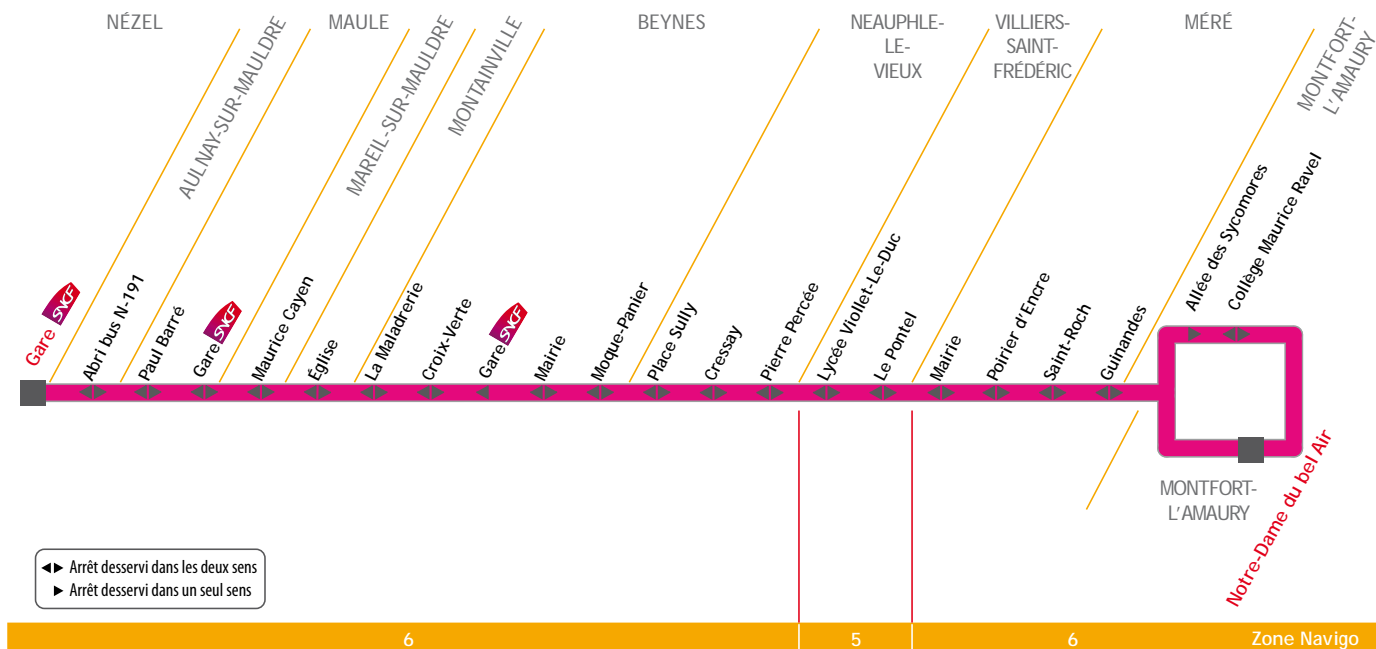 NÉZEL
AULNAY-SUR-MAULDRE
MAULE
MAREIL-SUR-MAULDRE
MONTAINVILLE
BEYNES
NEAUPHLE-
LE-
VIEUX
VILLIERS-
SAINT-
FRÉDÉRIC
MÉRÉ
MONTFORT-
L'AMAURY
Gare SNCF
Abri bus N-191
Paul Barré
Gare SNCF
Maurice Cayen
Église
La Maladrerie
Croix-Verte
Gare SNCF
Mairie
Moque-Panier
Place Sully
Cressay
Pierre Percée
Lycée Viollet-Le-Duc
Le Pontel
Mairie
Poirier d'Encre
Saint-Roch
Guinandes
Allée des Sycomores
Collège Maurice Ravel
Notre-Dame du bel Air
MONTFORT-
L'AMAURY
Arrêt desservi dans les deux sens
Arrêt desservi dans un seul sens
6
5
6
Zone Navigo